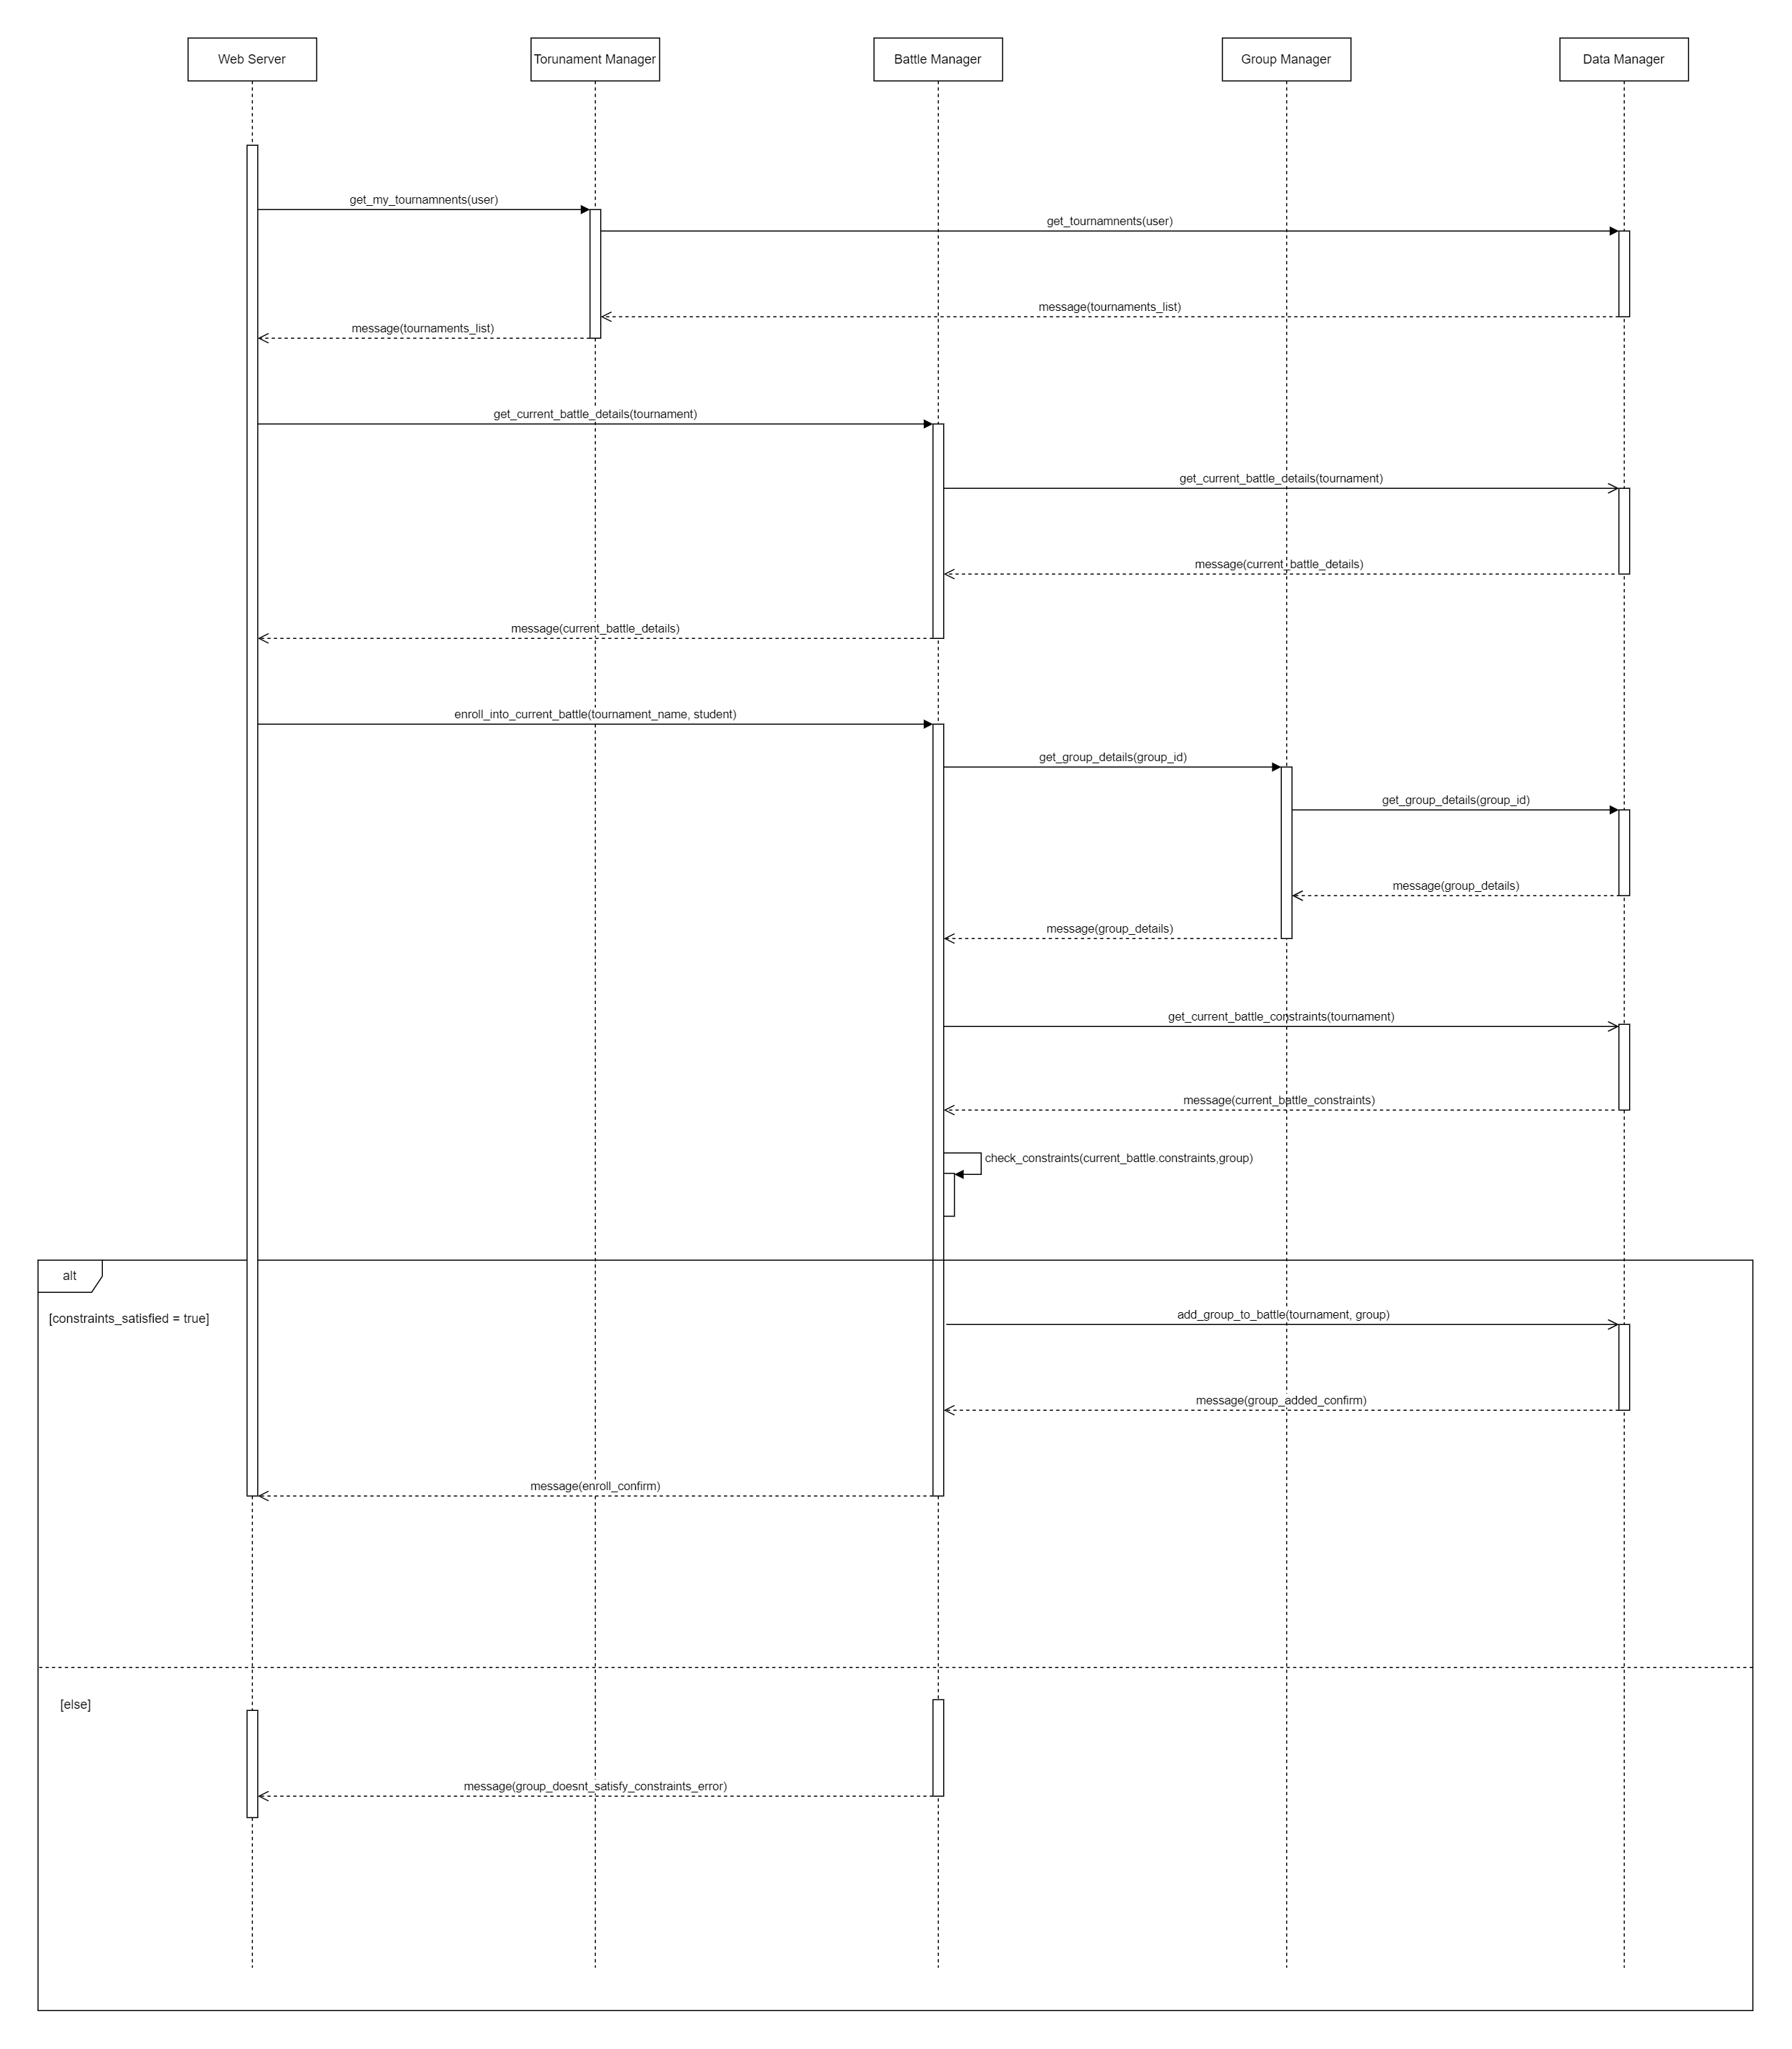 Web Server
Torunament Manager
Battle Manager
Group Manager
Data Manager
get_my_tournamnents(user)
get_tournamnents(user)
message(tournaments_list)
message(tournaments_list)
get_current_battle_details(tournament)
get_current_battle_details(tournament)
message(current_battle_details)
message(current_battle_details)
enroll_into_current_battle(tournament_name, student)
get_group_details(group_id)
get_group_details(group_id)
message(group_details)
message(group_details)
get_current_battle_constraints(tournament)
message(current_battle_constraints)
check_constraints(current_battle.constraints,group)
alt
[constraints_satisfied = true]
add_group_to_battle(tournament, group)
message(group_added_confirm)
message(enroll_confirm)
[else]
message(group_doesnt_satisfy_constraints_error)